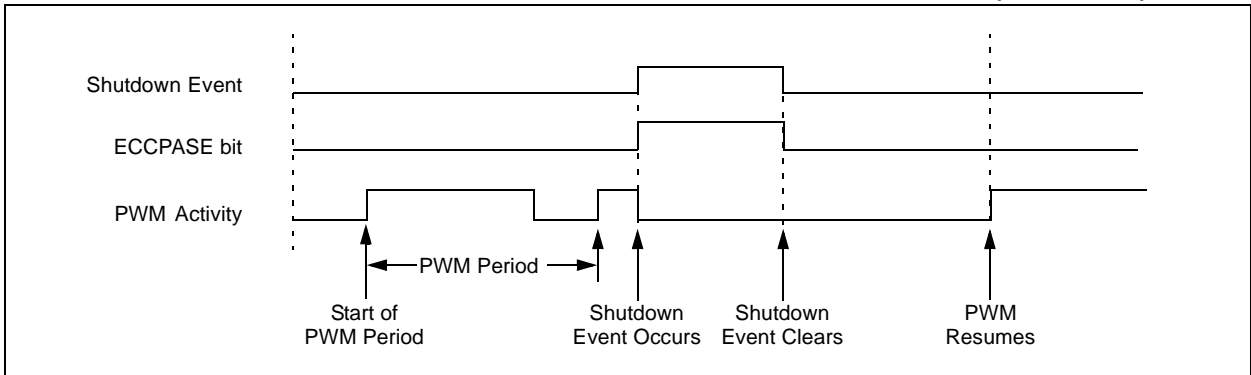 Shutdown Event
ECCPASE bit
PWM Activity
PWM Period
Start of
PWM Period
Shutdown
Event Occurs
Shutdown
Event Clears
PWM
Resumes